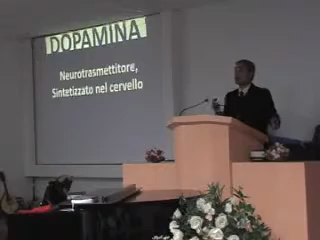 DOPAMINA
Neurotrasmettitore,
Sintetizzato nel cervello